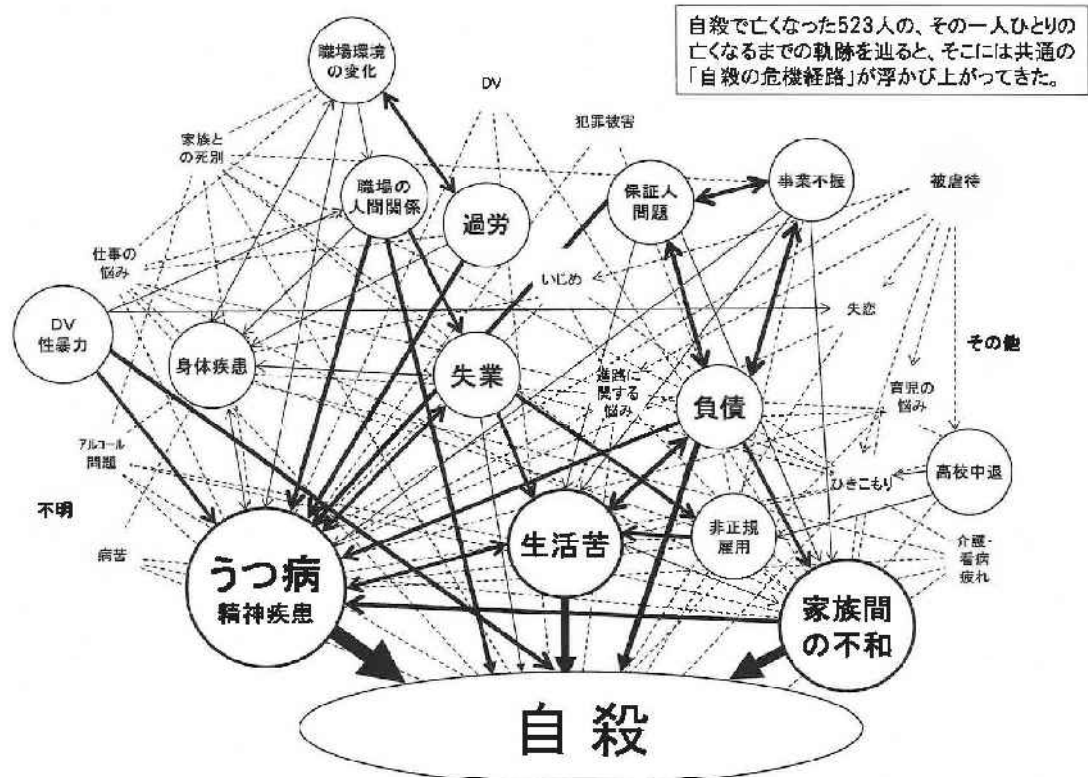 自殺で亡くなった523人の、その一人ひとりの
亡くなるまでの軌跡を辿ると、そこには共通の
「自殺の危機経路」が浮かび上がってきた。
職場環境
の変化
DV
犯罪被害
家族と
の死別
職場の
人間関係
過労
保証人
問題
事業不振
被虐待
仕事の
悩み
いじめ
失恋
DV
性暴力
身体疾患
失業
進路に
関する
悩み
負債
その他
育児の
悩み
アルコール
問題
ひきこもり
高校中退
不明
病苦
うつ病
精神疾患
生活苦
非正規
雇用
介護・
看病
疲れ
家族間
の不和
自殺